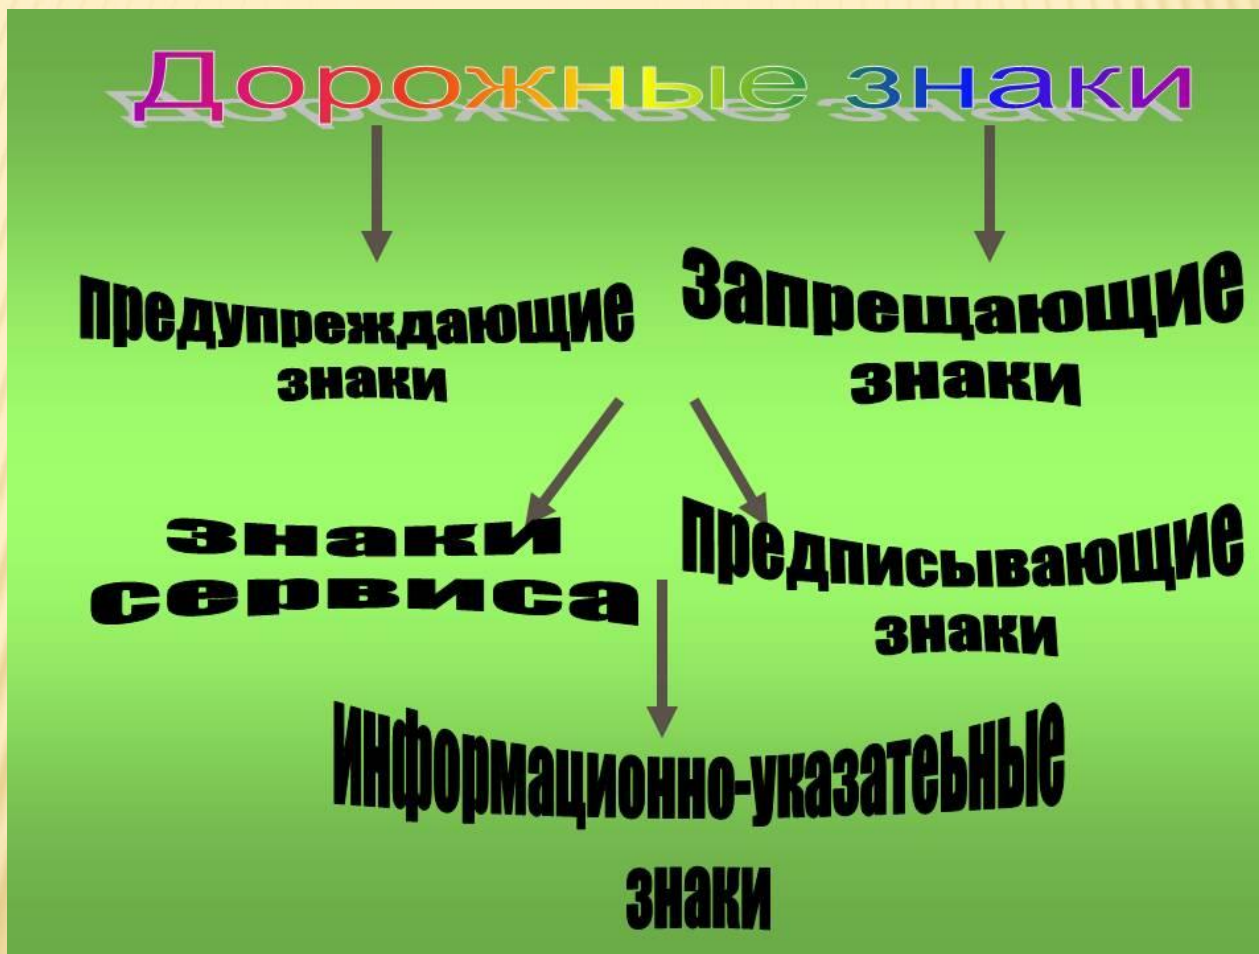 Дорожные знаки
предупреждающие
знаки
Запрещающие
знаки
знаки
сервиса
предписывающие
знаки
Информационно-указатеьные
знаки